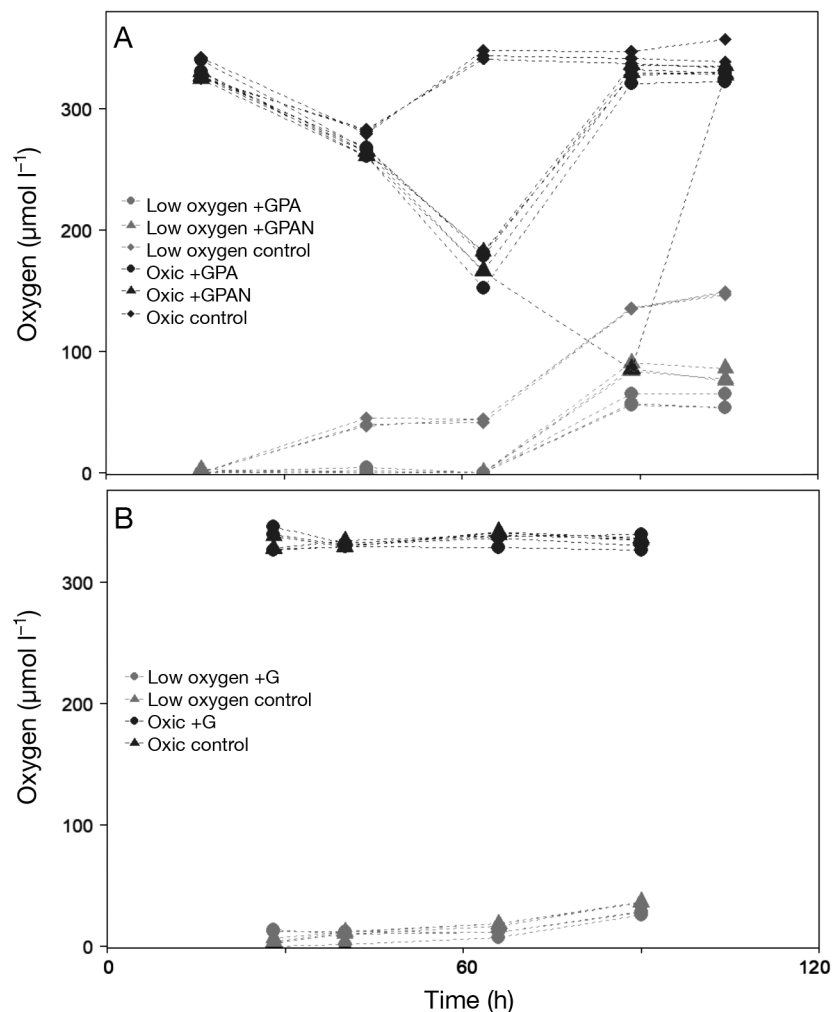 A
300
200
100
0
Oxygen (µmol l⁻¹)
Low oxygen +GPA
Low oxygen +GPAN
Low oxygen control
Oxic +GPA
Oxic +GPAN
Oxic control
B
300
200
100
0
Oxygen (µmol l⁻¹)
Low oxygen +G
Low oxygen control
Oxic +G
Oxic control
0 60 120
Time (h)